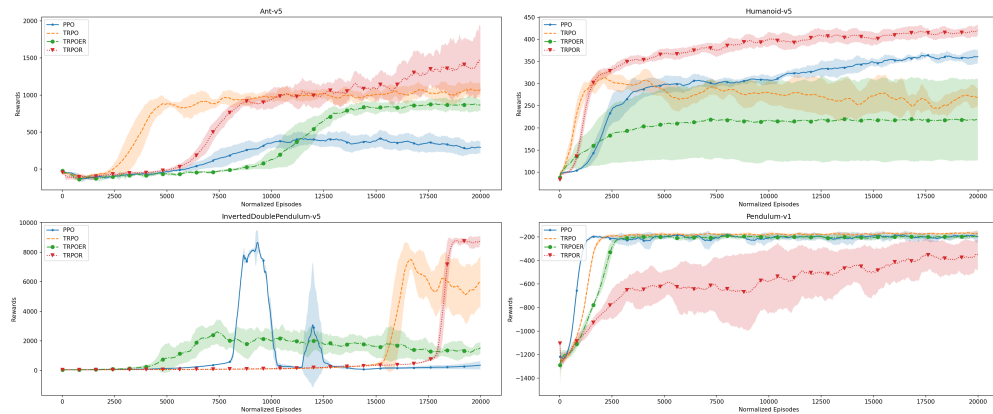 Ant-v5
2000
1500
1000
500
0
Rewards
PPO
TRPO
TRPOER
TRPOR
0
2500
5000
7500
10000
12500
15000
17500
20000
Normalized Episodes
Humanoid-v5
450
400
350
300
250
200
150
100
Rewards
PPO
TRPO
TRPOER
TRPOR
0
2500
5000
7500
10000
12500
15000
17500
20000
Normalized Episodes
InvertedDoublePendulum-v5
10000
8000
6000
4000
2000
0
Rewards
PPO
TRPO
TRPOER
TRPOR
0
2500
5000
7500
10000
12500
15000
17500
20000
Normalized Episodes
Pendulum-v1
−200
−400
−600
−800
−1000
−1200
−1400
Rewards
PPO
TRPO
TRPOER
TRPOR
0
2500
5000
7500
10000
12500
15000
17500
20000
Normalized Episodes